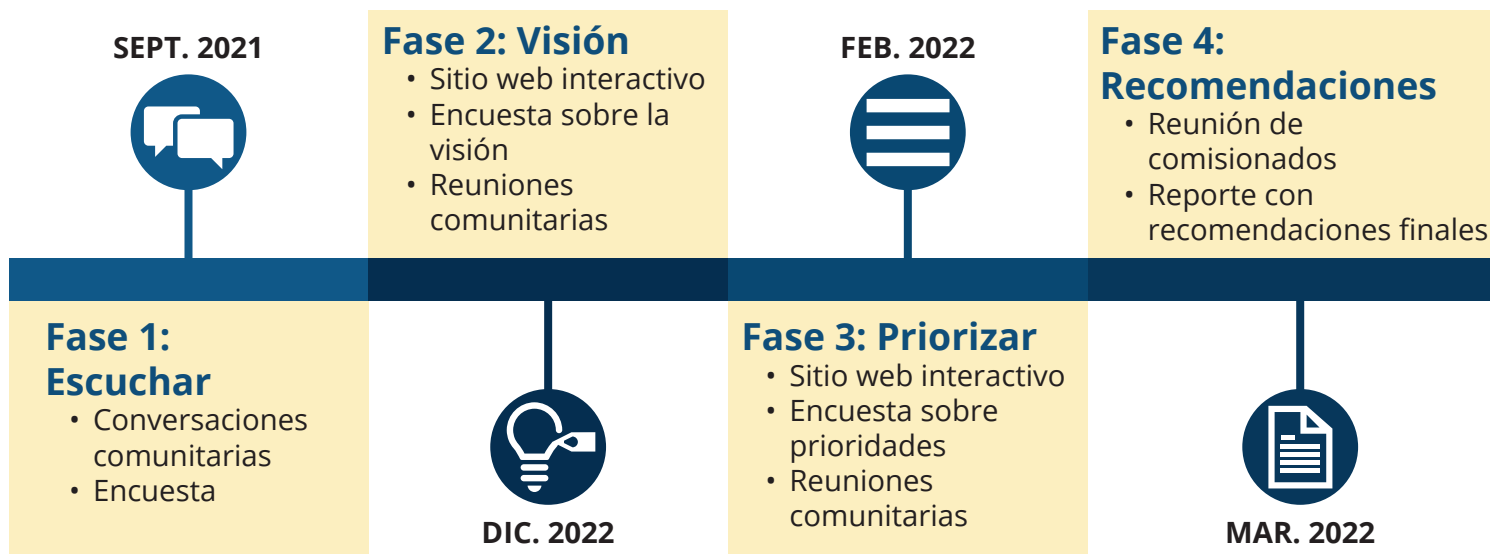 SEPT. 2021
Fase 1:
Escuchar
• Conversaciones
comunitarias
• Encuesta
Fase 2: Visión
• Sitio web interactivo
• Encuesta sobre la
visión
• Reuniones
comunitarias
DIC. 2022
FEB. 2022
Fase 3: Priorizar
• Sitio web interactivo
• Encuesta sobre
prioridades
• Reuniones
comunitarias
Fase 4:
Recomendaciones
• Reunión de
comisionados
• Reporte con
recomendaciones finales
MAR. 2022